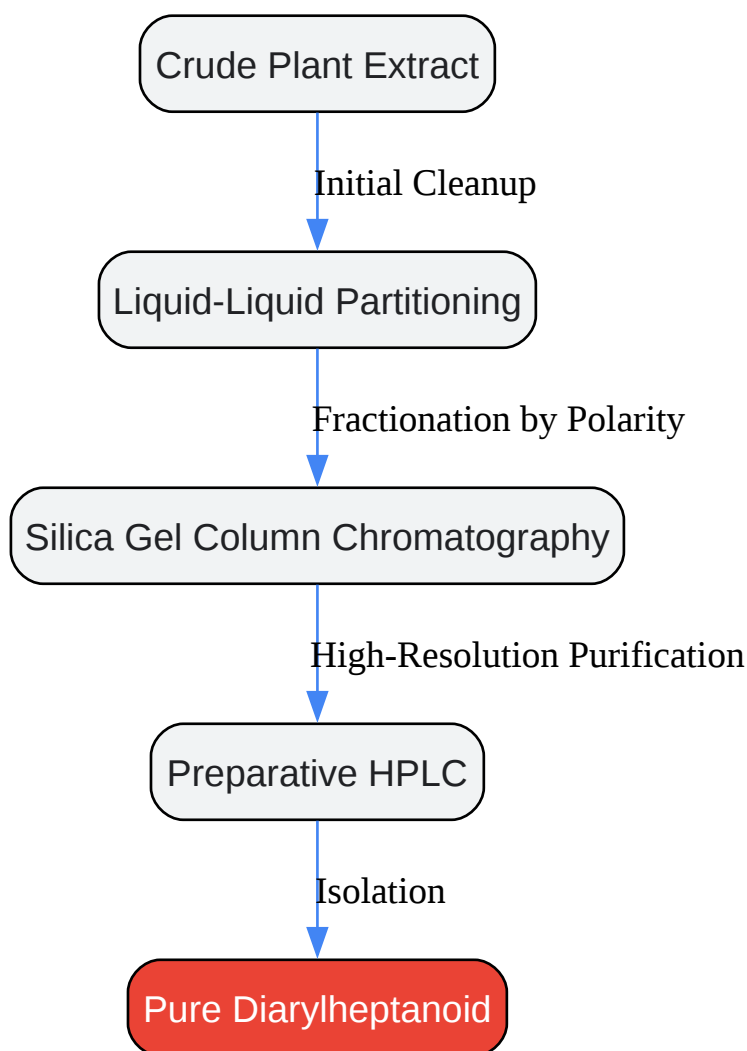 Crude Plant Extract
Initial Cleanup
Liquid-Liquid Partitioning
Fractionation by Polarity
Silica Gel Column Chromatography
High-Resolution Purification
Preparative HPLC
Isolation
Pure Diarylheptanoid